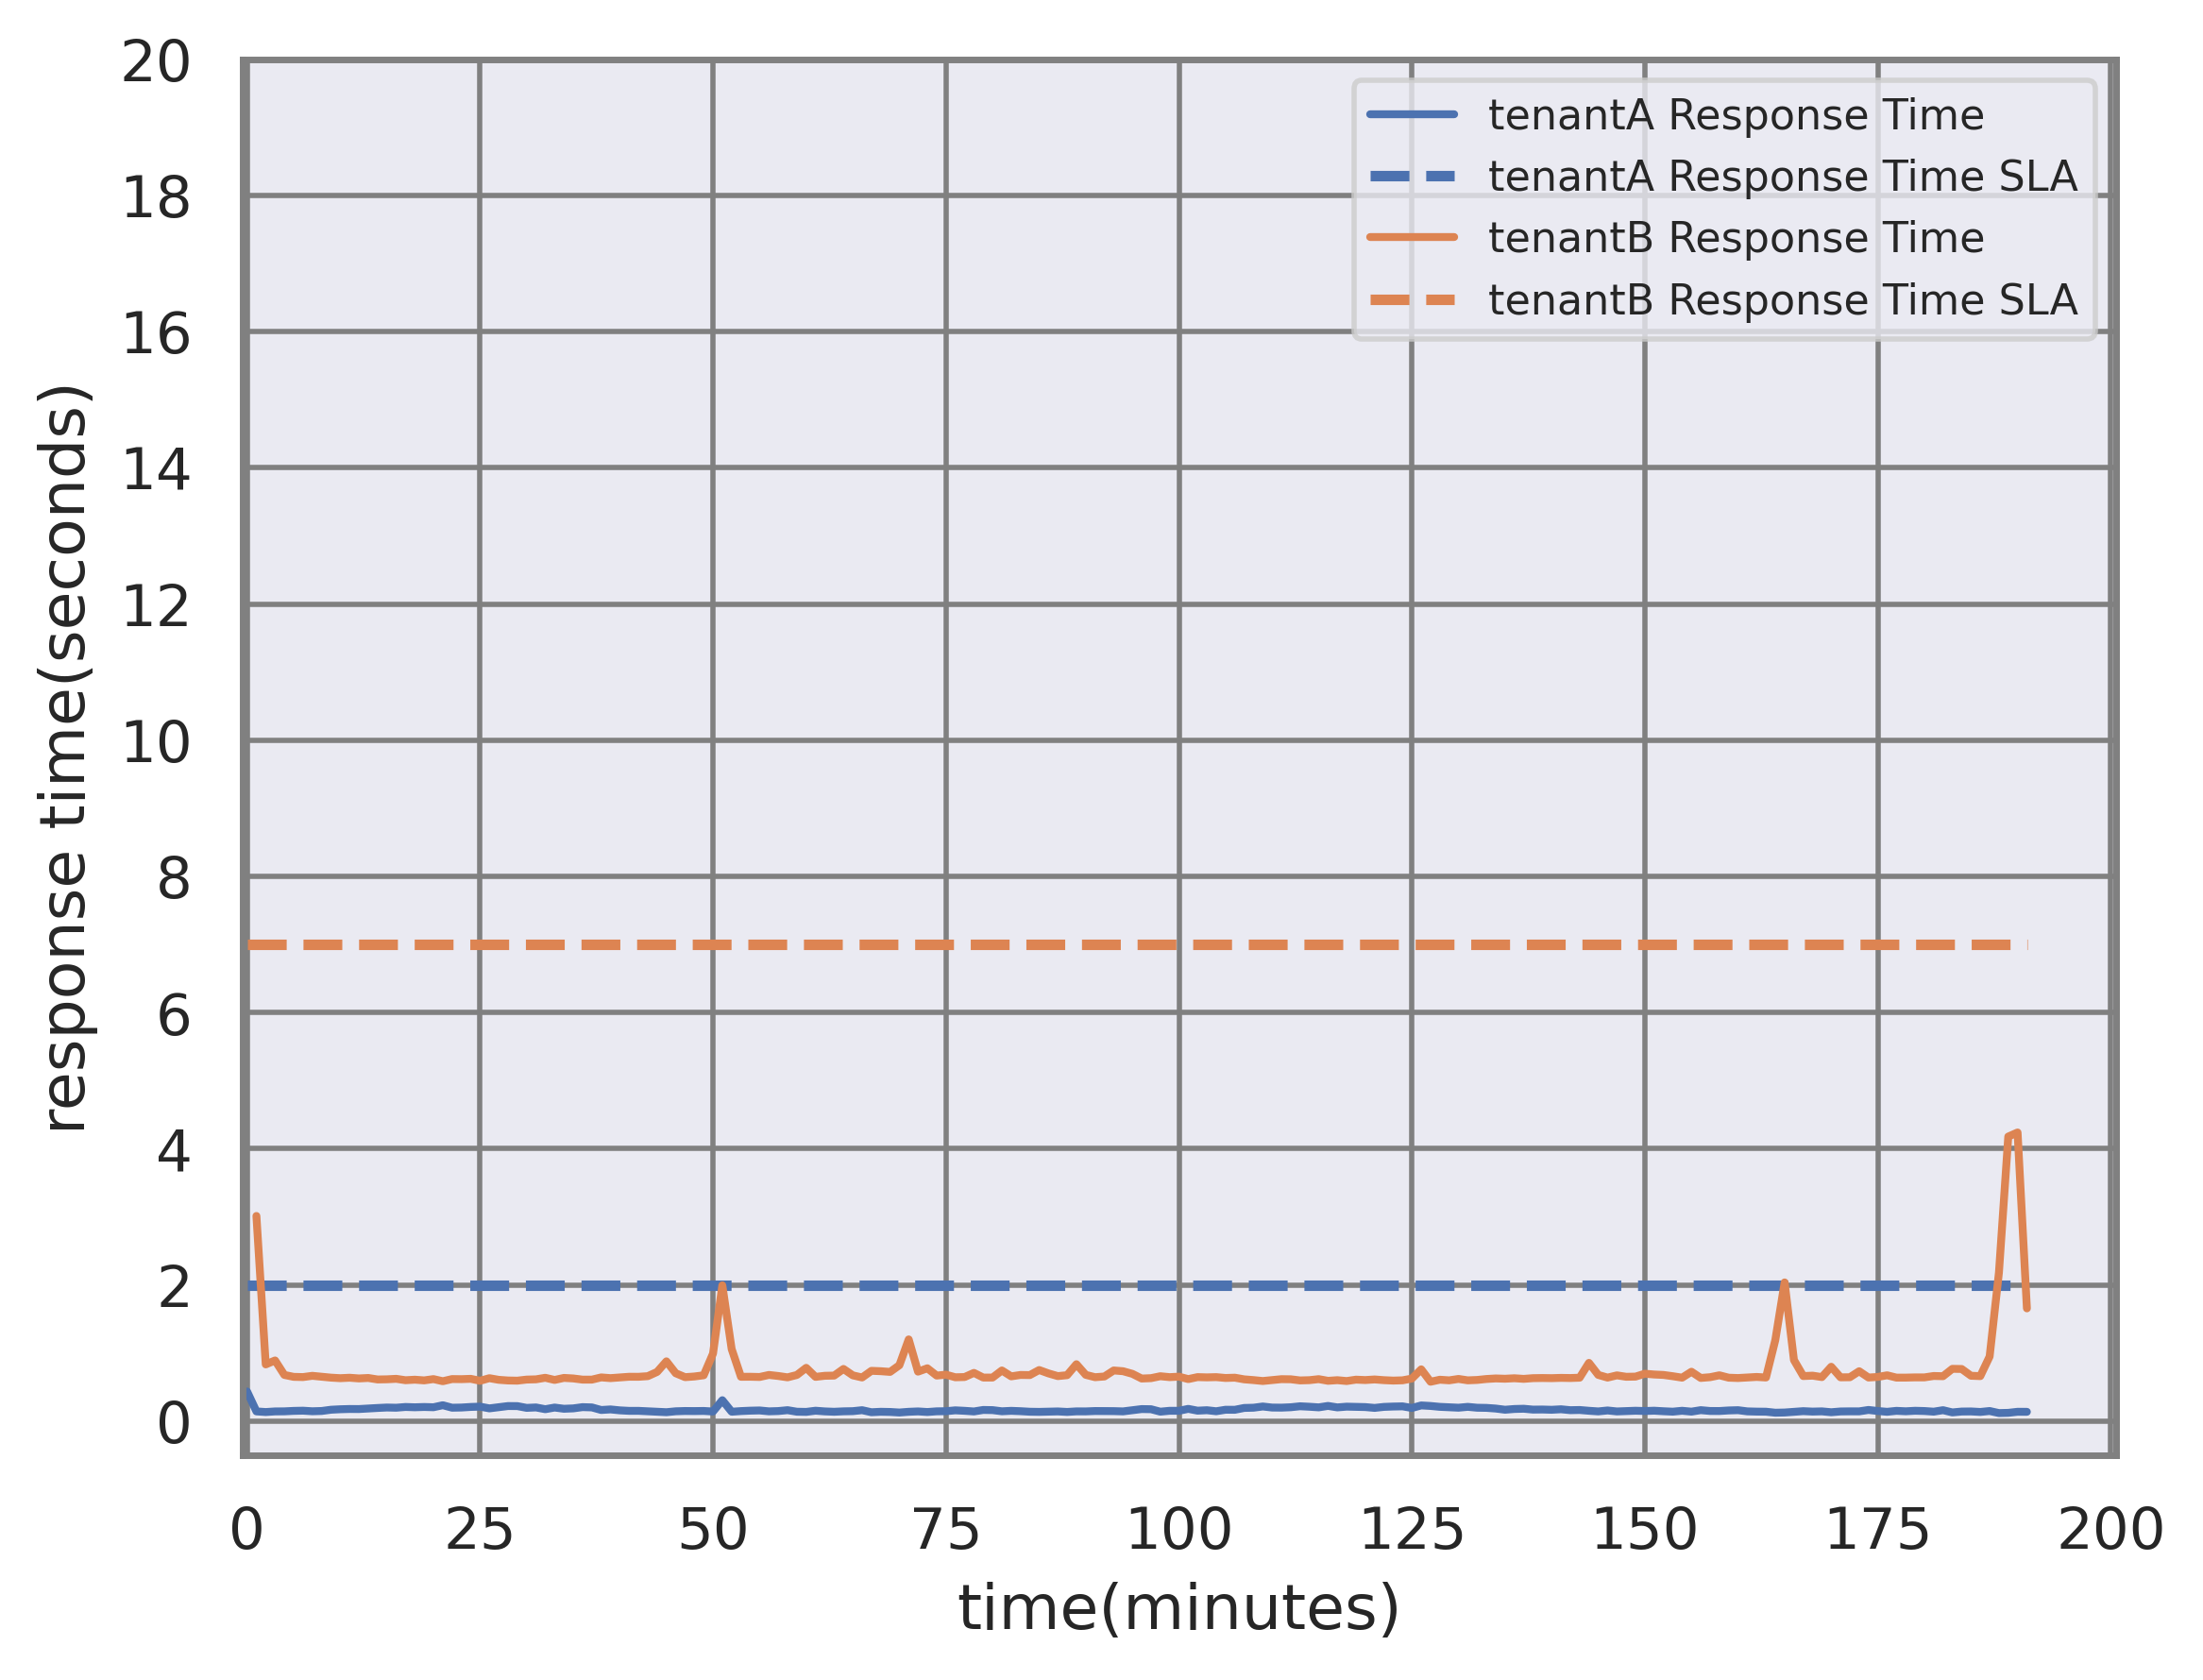 20
18
16
14
12
10
8
6
4
2
0
response time(seconds)
tenantA Response Time
tenantA Response Time SLA
tenantB Response Time
tenantB Response Time SLA
0 25 50 75 100 125 150 175 200
time(minutes)